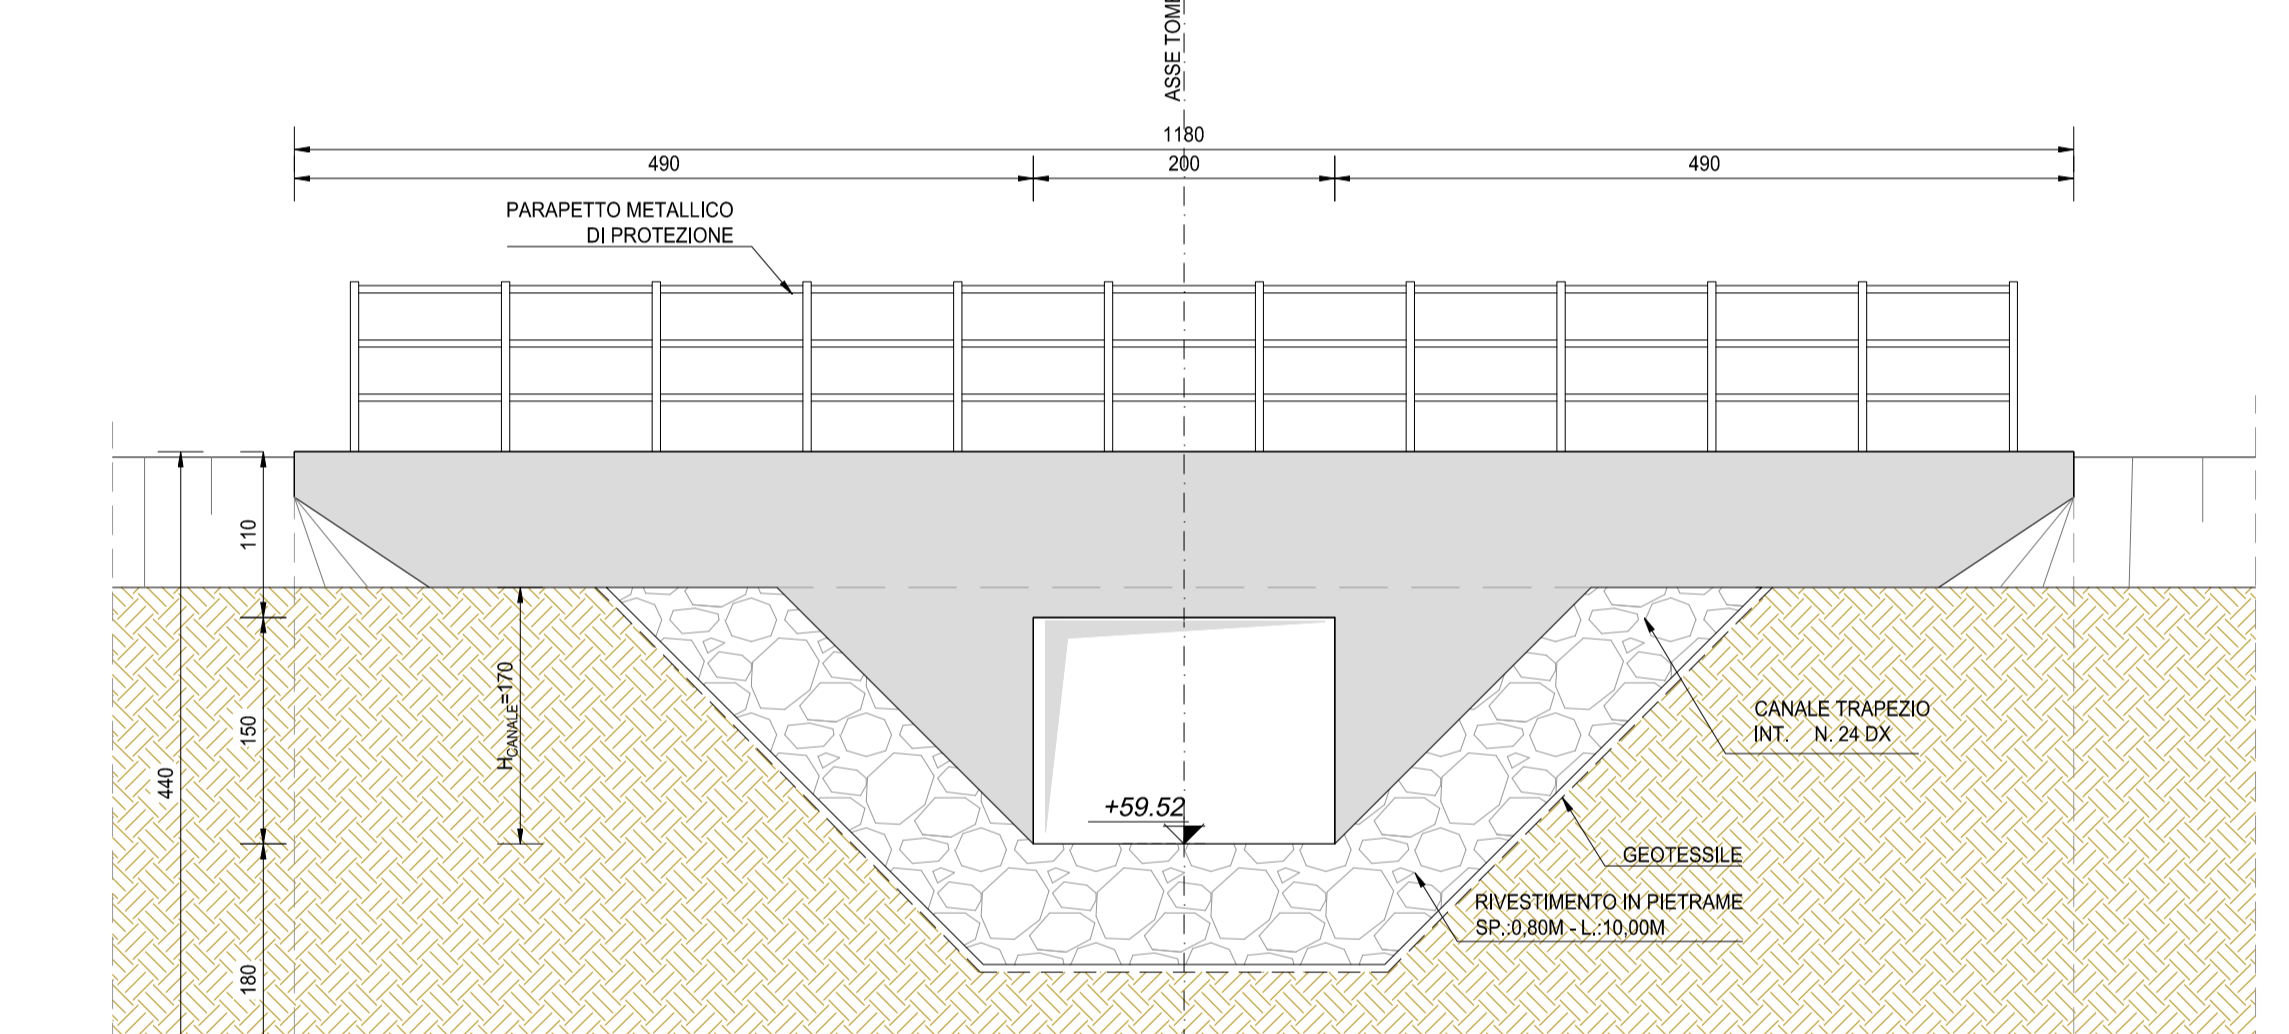 ASSE
1180
490
200
490
PARAPETTO METALLICO
DI PROTEZIONE
110
150
440
180
HCANALE=170
+59.52
CANALE TRAPEZIO
INT. N. 24 DX
GEOTESSILE
RIVESTIMENTO IN PIETRAME
SP.:0,80M - L.:10,00M